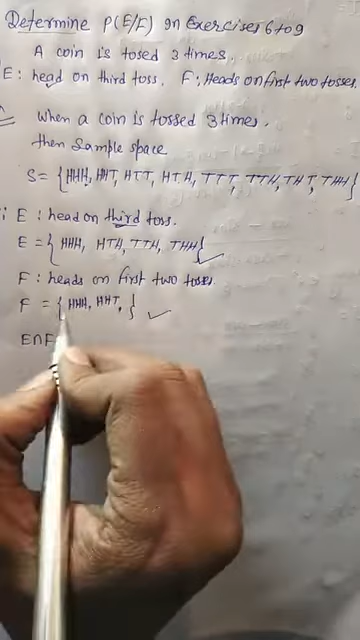 Determine P(E/F) in Exercises 6 to 9
A coin is tosed 3 times.
E: head on third toss. F: Heads on first two tosses.
When a coin is tossed 3 times.
then Sample space
S = {HHH, HHT, HTT, HTH, TTT, TTH, THT, THH}
E: head on third toss.
E = {HHH, HTH, TTH, THH}
F: heads on first two tosses.
F = {HHH, HHT, }
E∩F